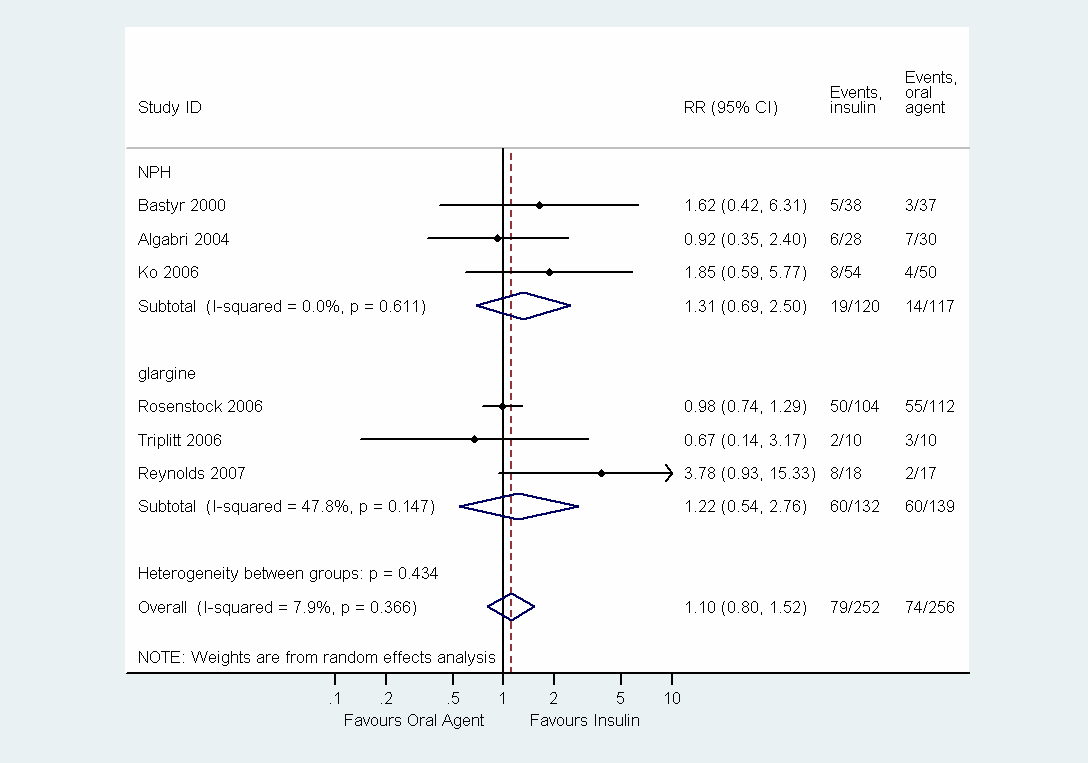 Study ID RR (95% CI) Events, insulin Events, oral agent
NPH
Bastyr 2000 1.62 (0.42, 6.31) 5/38 3/37
Algabri 2004 0.92 (0.35, 2.40) 6/28 7/30
Ko 2006 1.85 (0.59, 5.77) 8/54 4/50
Subtotal (I-squared = 0.0%, p = 0.611) 1.31 (0.69, 2.50) 19/120 14/117
glargine
Rosenstock 2006 0.98 (0.74, 1.29) 50/104 55/112
Triplitt 2006 0.67 (0.14, 3.17) 2/10 3/10
Reynolds 2007 3.78 (0.93, 15.33) 8/18 2/17
Subtotal (I-squared = 47.8%, p = 0.147) 1.22 (0.54, 2.76) 60/132 60/139
Heterogeneity between groups: p = 0.434
Overall (I-squared = 7.9%, p = 0.366) 1.10 (0.80, 1.52) 79/252 74/256
NOTE: Weights are from random effects analysis
.1 .2 .5 1 2 5 10
Favours Oral Agent Favours Insulin